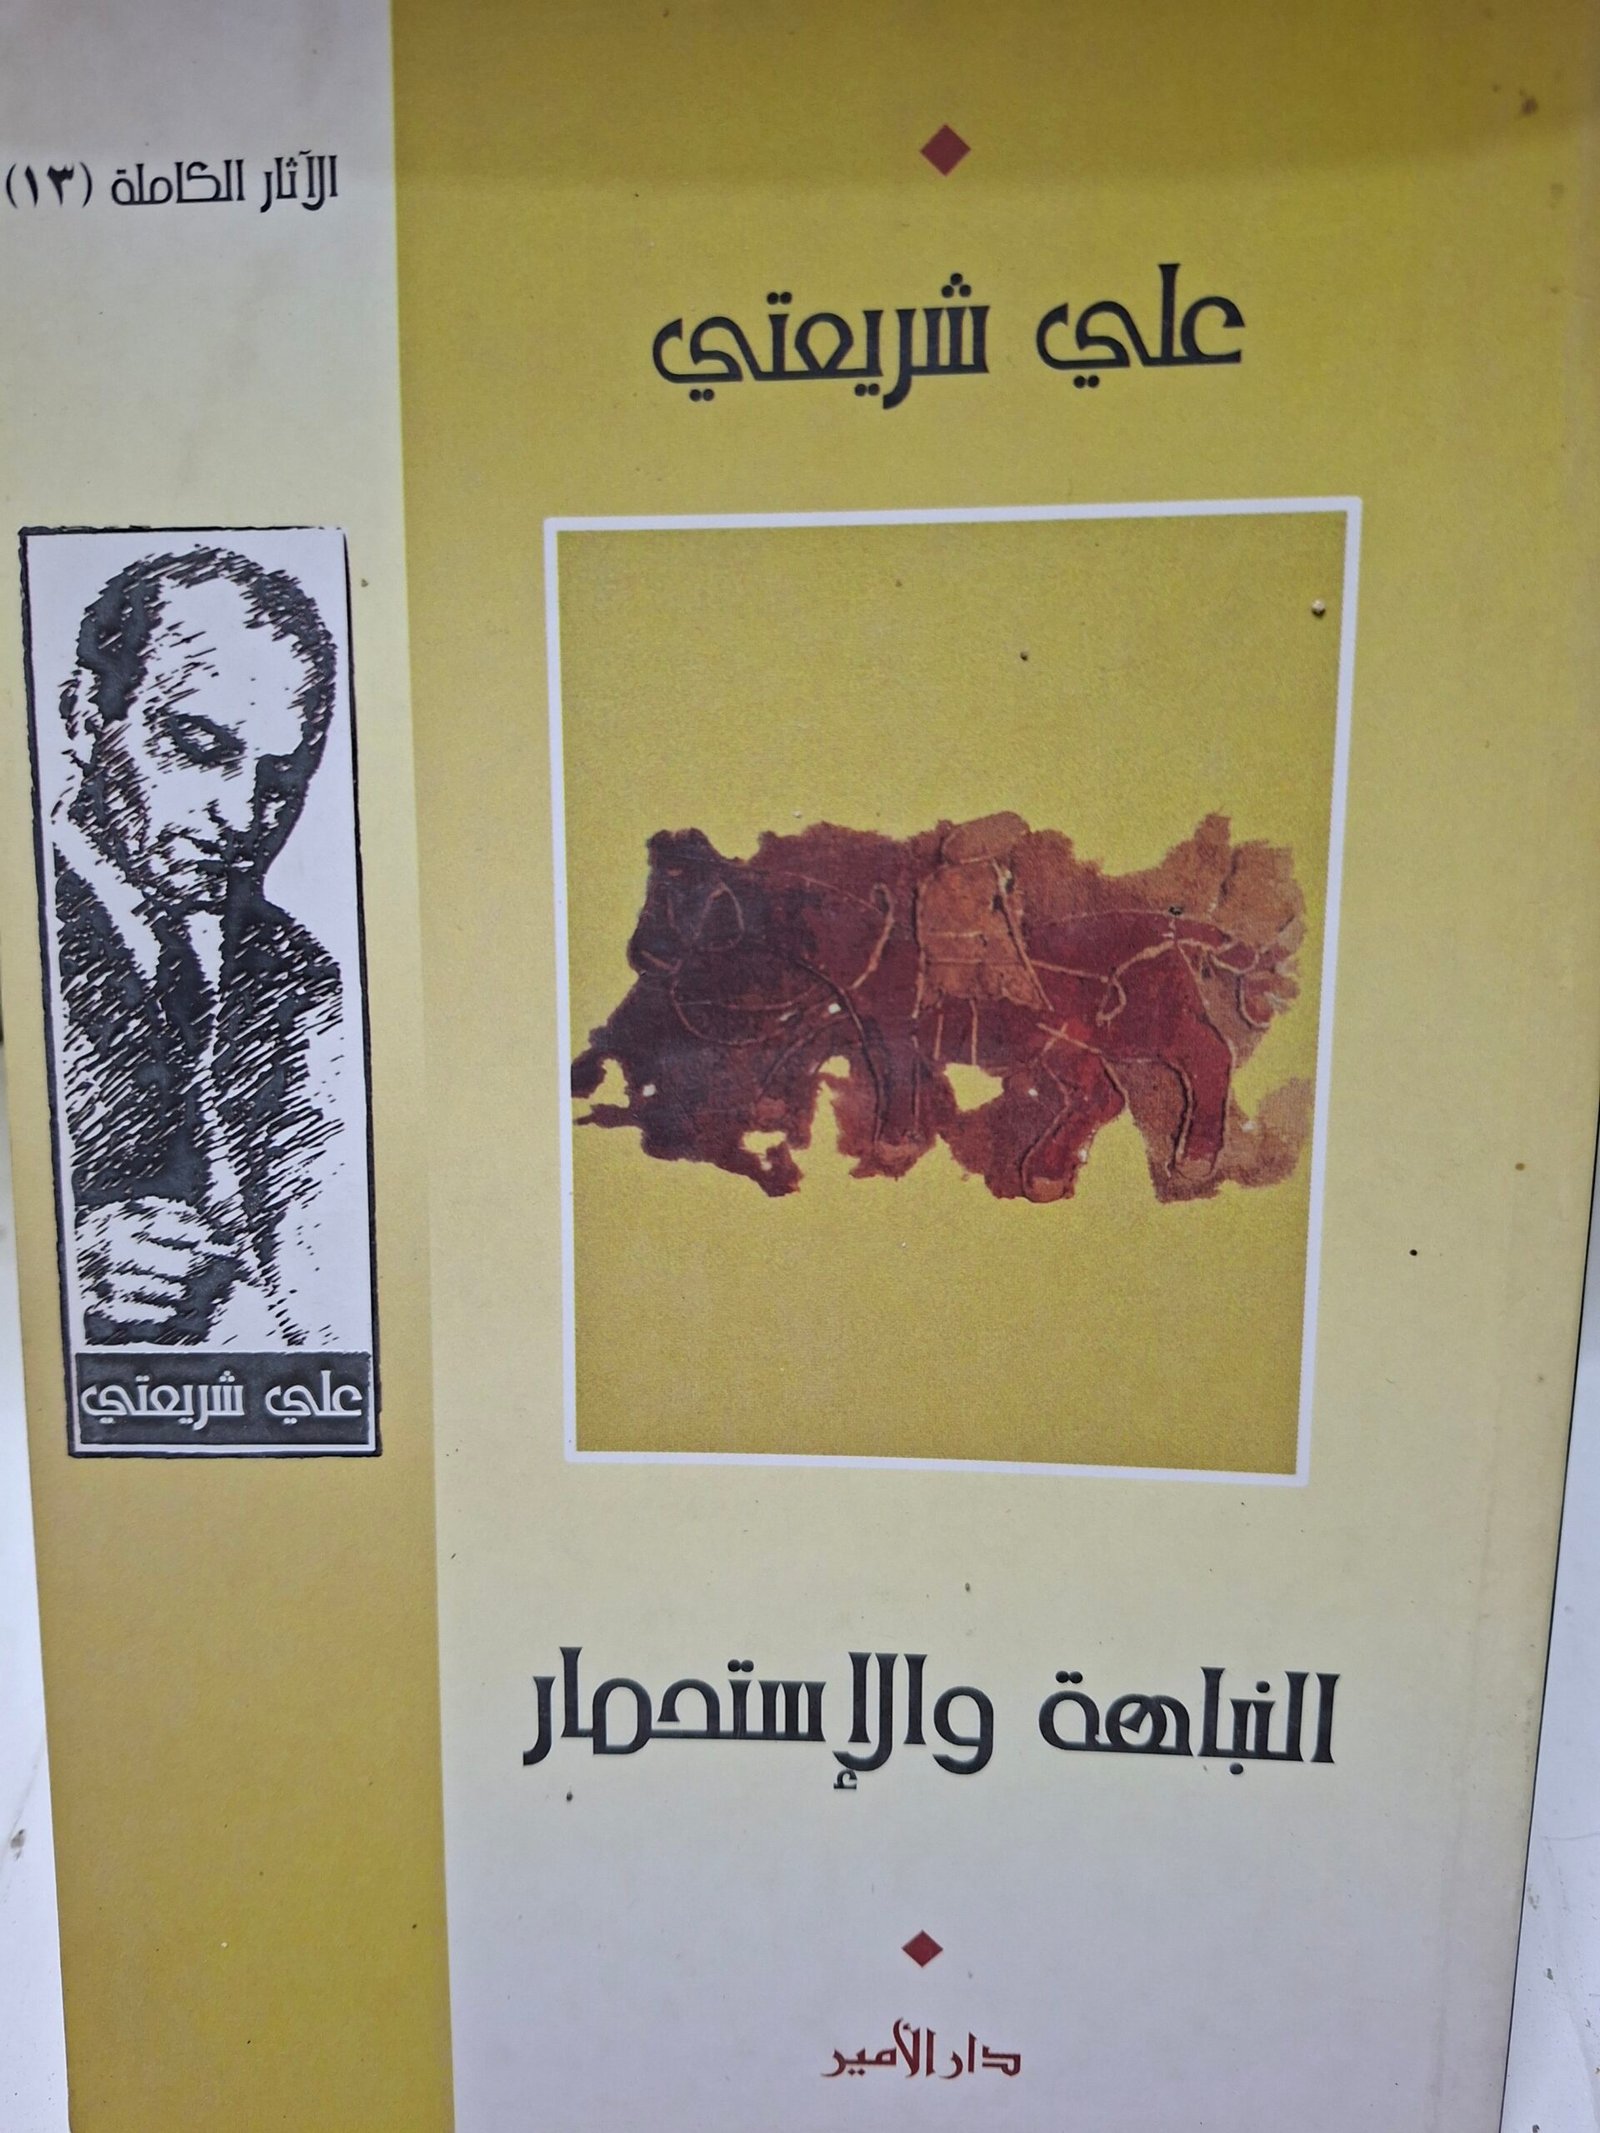 الآثار الكاملة (١٣)
علي شريعتي
علي شريعتي
النباهة والإستحمار
دار الأمير